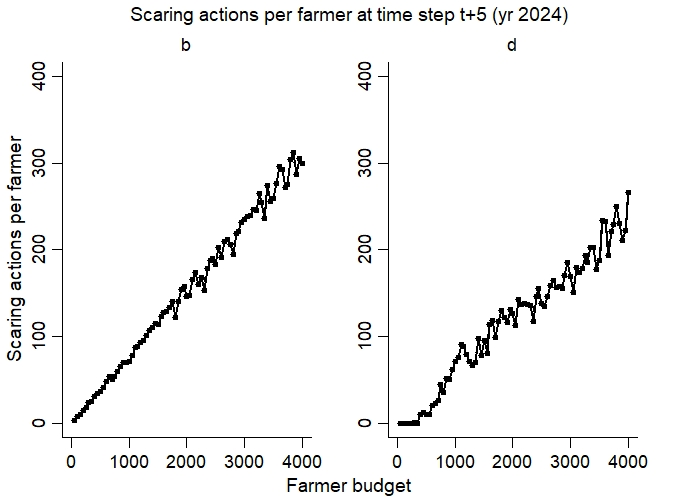 Scaring actions per farmer at time step t+5 (yr 2024)
b
d
Scaring actions per farmer
400
300
200
100
0
400
300
200
100
0
0 1000 2000 3000 4000
0 1000 2000 3000 4000
Farmer budget